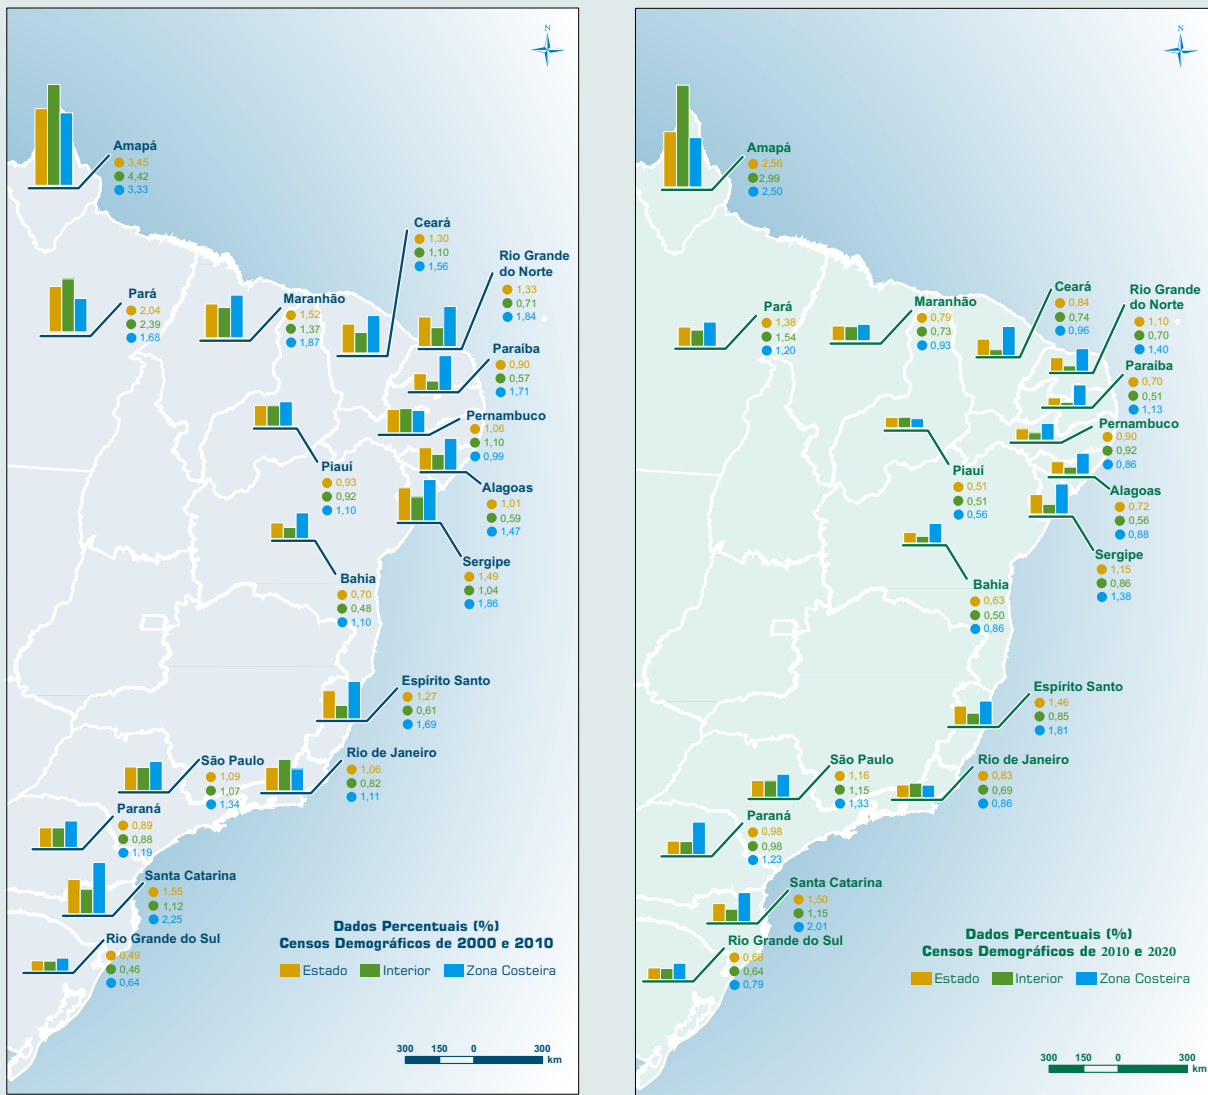 N
Amapá
3,45
4,42
3,33
Ceará
1,30
1,10
1,56
Rio Grande
do Norte
1,33
0,71
1,84
Pará
2,04
2,39
1,68
Maranhão
1,52
1,37
1,87
Paraíba
0,90
0,57
1,71
Pernambuco
1,06
1,10
0,99
Piauí
0,93
0,92
1,10
Alagoas
1,01
0,59
1,47
Sergipe
1,49
1,04
1,86
Bahia
0,70
0,48
1,10
Espírito Santo
1,27
0,61
1,69
São Paulo
1,09
1,07
1,34
Rio de Janeiro
1,06
0,82
1,11
Paraná
0,89
0,88
1,19
Santa Catarina
1,55
1,12
2,25
Rio Grande do Sul
0,49
0,46
0,64
Dados Percentuais (%)
Censos Demográficos de 2000 e 2010
Estado Interior Zona Costeira
300 150 0 300
km
N
Amapá
2,56
2,99
2,50
Ceará
0,84
0,74
0,96
Rio Grande
do Norte
1,10
0,70
1,40
Pará
1,38
1,54
1,20
Maranhão
0,79
0,73
0,93
Paraíba
0,70
0,51
1,13
Pernambuco
0,90
0,92
0,86
Piauí
0,51
0,51
0,56
Alagoas
0,72
0,56
0,88
Sergipe
1,15
0,86
1,38
Bahia
0,63
0,50
0,86
Espírito Santo
1,46
0,85
1,81
São Paulo
1,16
1,15
1,33
Rio de Janeiro
0,83
0,69
0,86
Paraná
0,98
0,98
1,23
Santa Catarina
1,50
1,15
2,01
Rio Grande do Sul
0,66
0,64
0,79
Dados Percentuais (%)
Censos Demográficos de 2010 e 2020
Estado Interior Zona Costeira
300 150 0 300
km